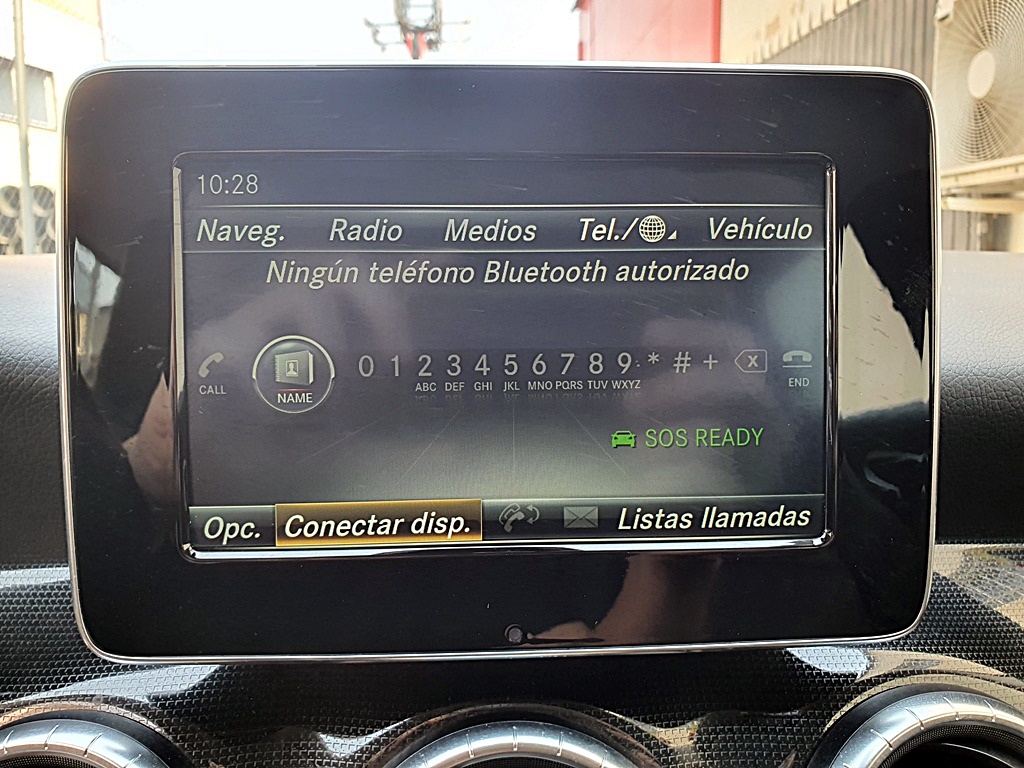 10:28
Naveg. Radio Medios Tel./ Vehículo
Ningún teléfono Bluetooth autorizado
CALL NAME 0 1 2 3 4 5 6 7 8 9 * # + X END
ABC DEF GHI JKL MNO PQRS TUV WXYZ
SOS READY
Opc. Conectar disp. Listas llamadas